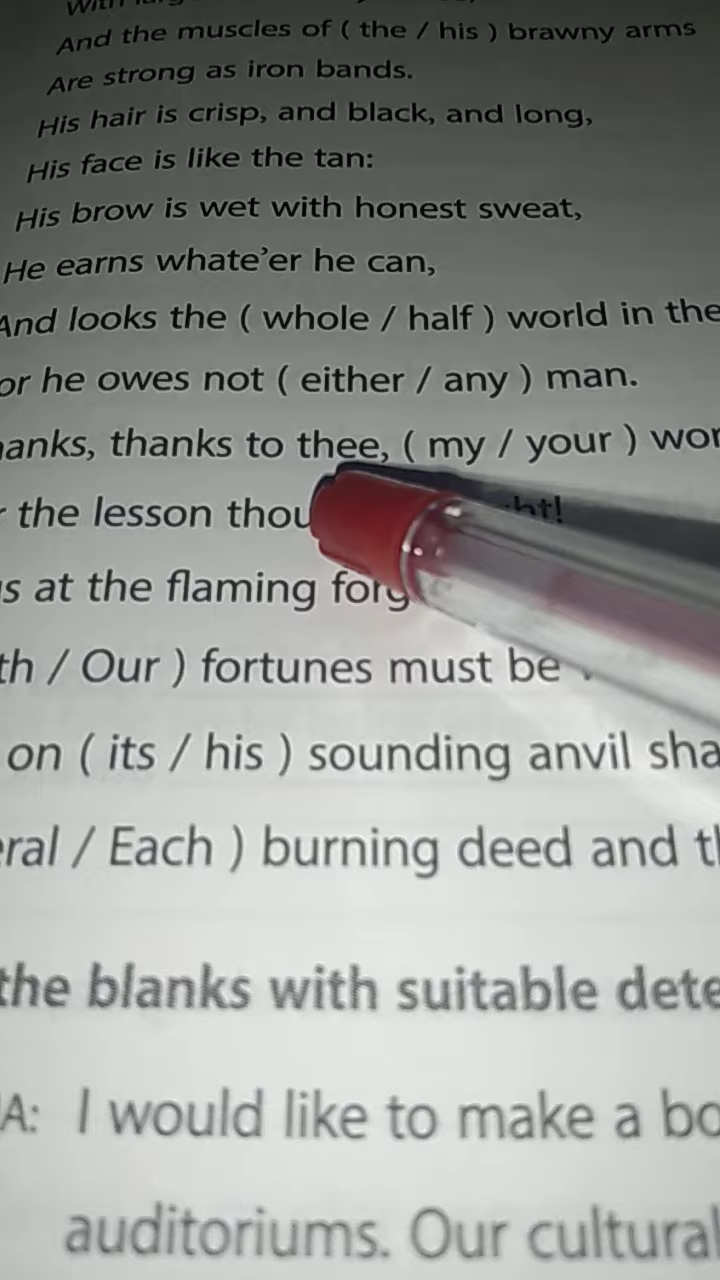 And the muscles of ( the / his ) brawny arms
Are strong as iron bands.
His hair is crisp, and black, and long,
His face is like the tan:
His brow is wet with honest sweat,
He earns whate'er he can,
And looks the ( whole / half ) world in the
or he owes not ( either / any ) man.
anks, thanks to thee, ( my / your ) wor
the lesson thou ht!
s at the flaming forg
th / Our ) fortunes must be
on ( its / his ) sounding anvil sha
eral / Each ) burning deed and t
the blanks with suitable dete
A: I would like to make a bo
auditoriums. Our cultural